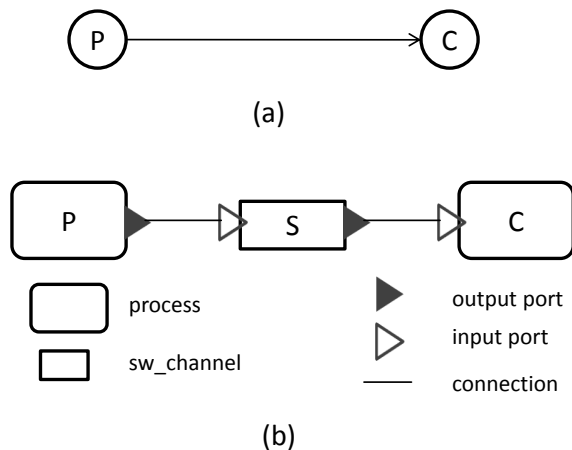 P
C
(a)
P
S
C
process
output port
input port
sw_channel
connection
(b)